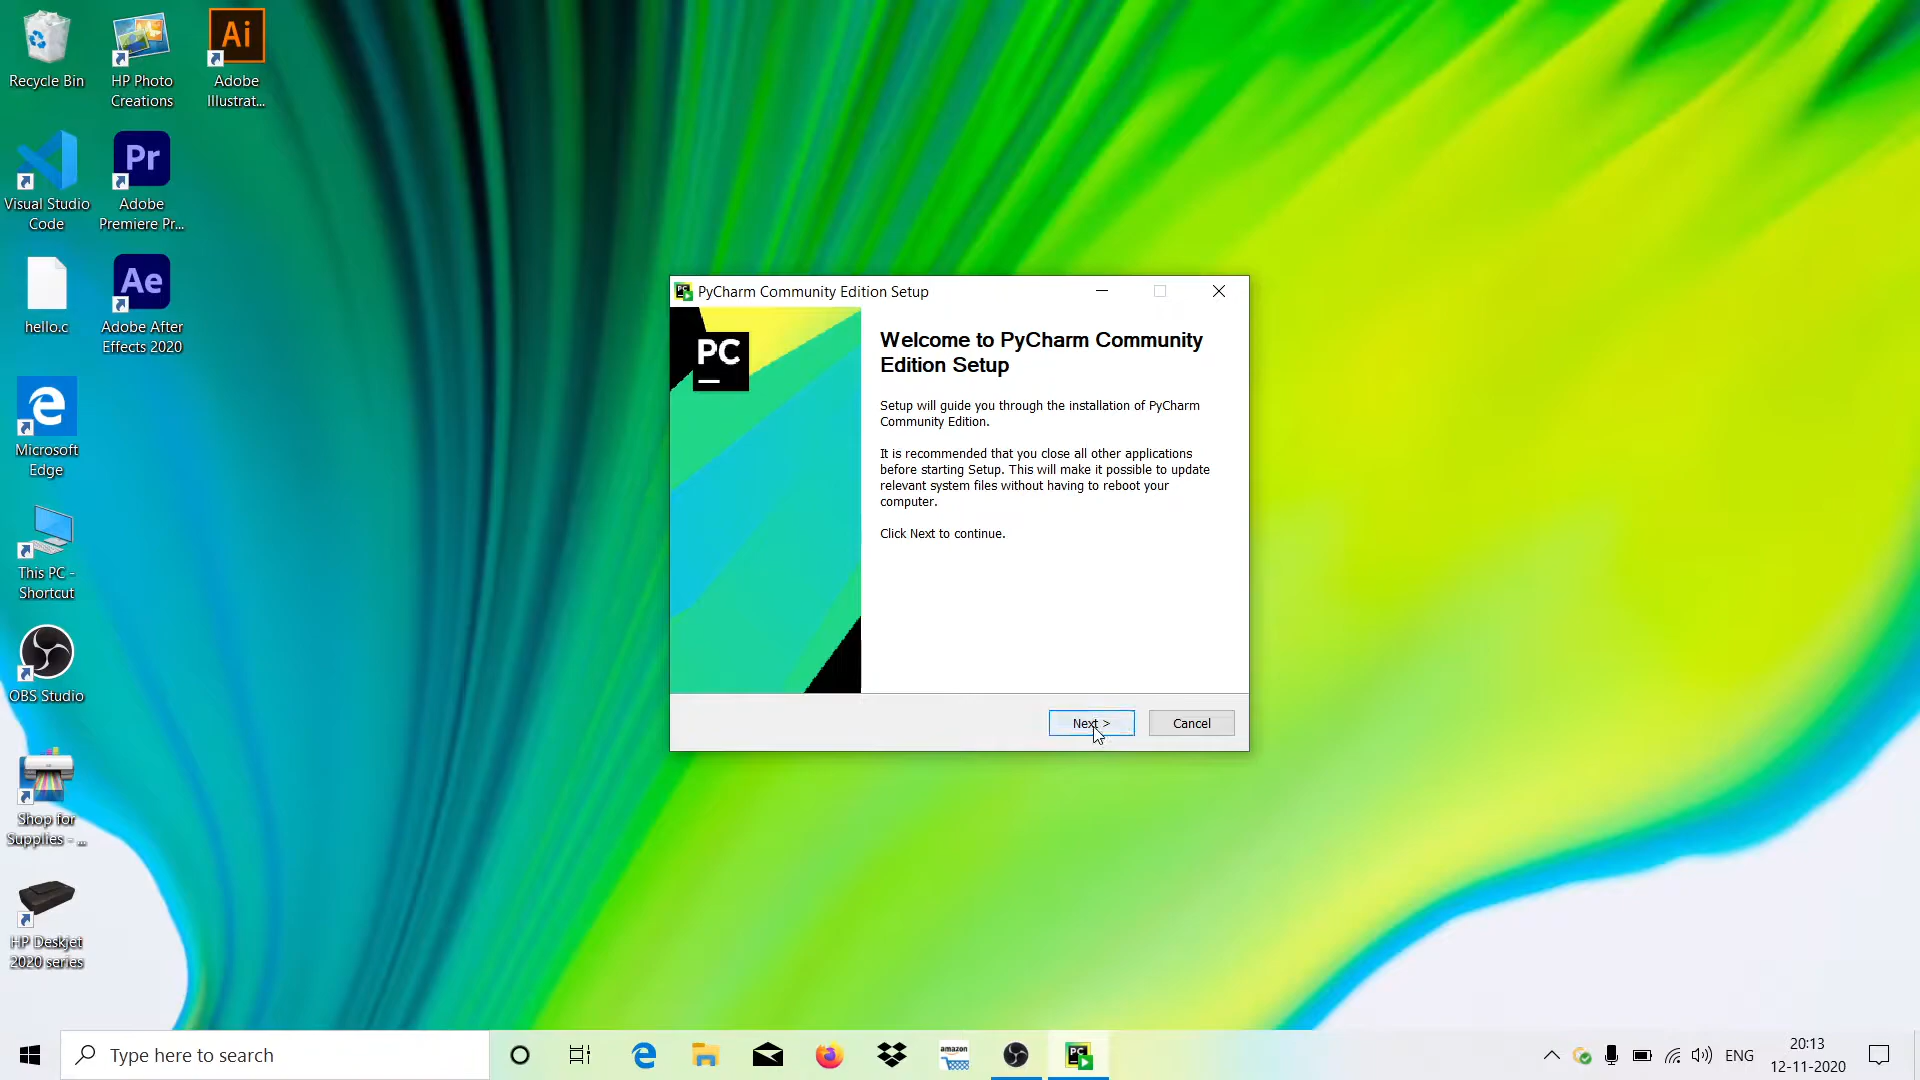 Recycle Bin
HP Photo
Creations
Ai
Adobe
Illustrat...
Visual Studio
Code
Pr
Adobe
Premiere Pr...
hello.c
Ae
Adobe After
Effects 2020
Microsoft
Edge
This PC -
Shortcut
OBS Studio
Shop for
Supplies - ...
HP Deskjet
2020 series
PC PyCharm Community Edition Setup
PC
Welcome to PyCharm Community
Edition Setup
Setup will guide you through the installation of PyCharm
Community Edition.
It is recommended that you close all other applications
before starting Setup. This will make it possible to update
relevant system files without having to reboot your
computer.
Click Next to continue.
Next >
Cancel
Type here to search
amazon
PC
ENG
20:13
12-11-2020